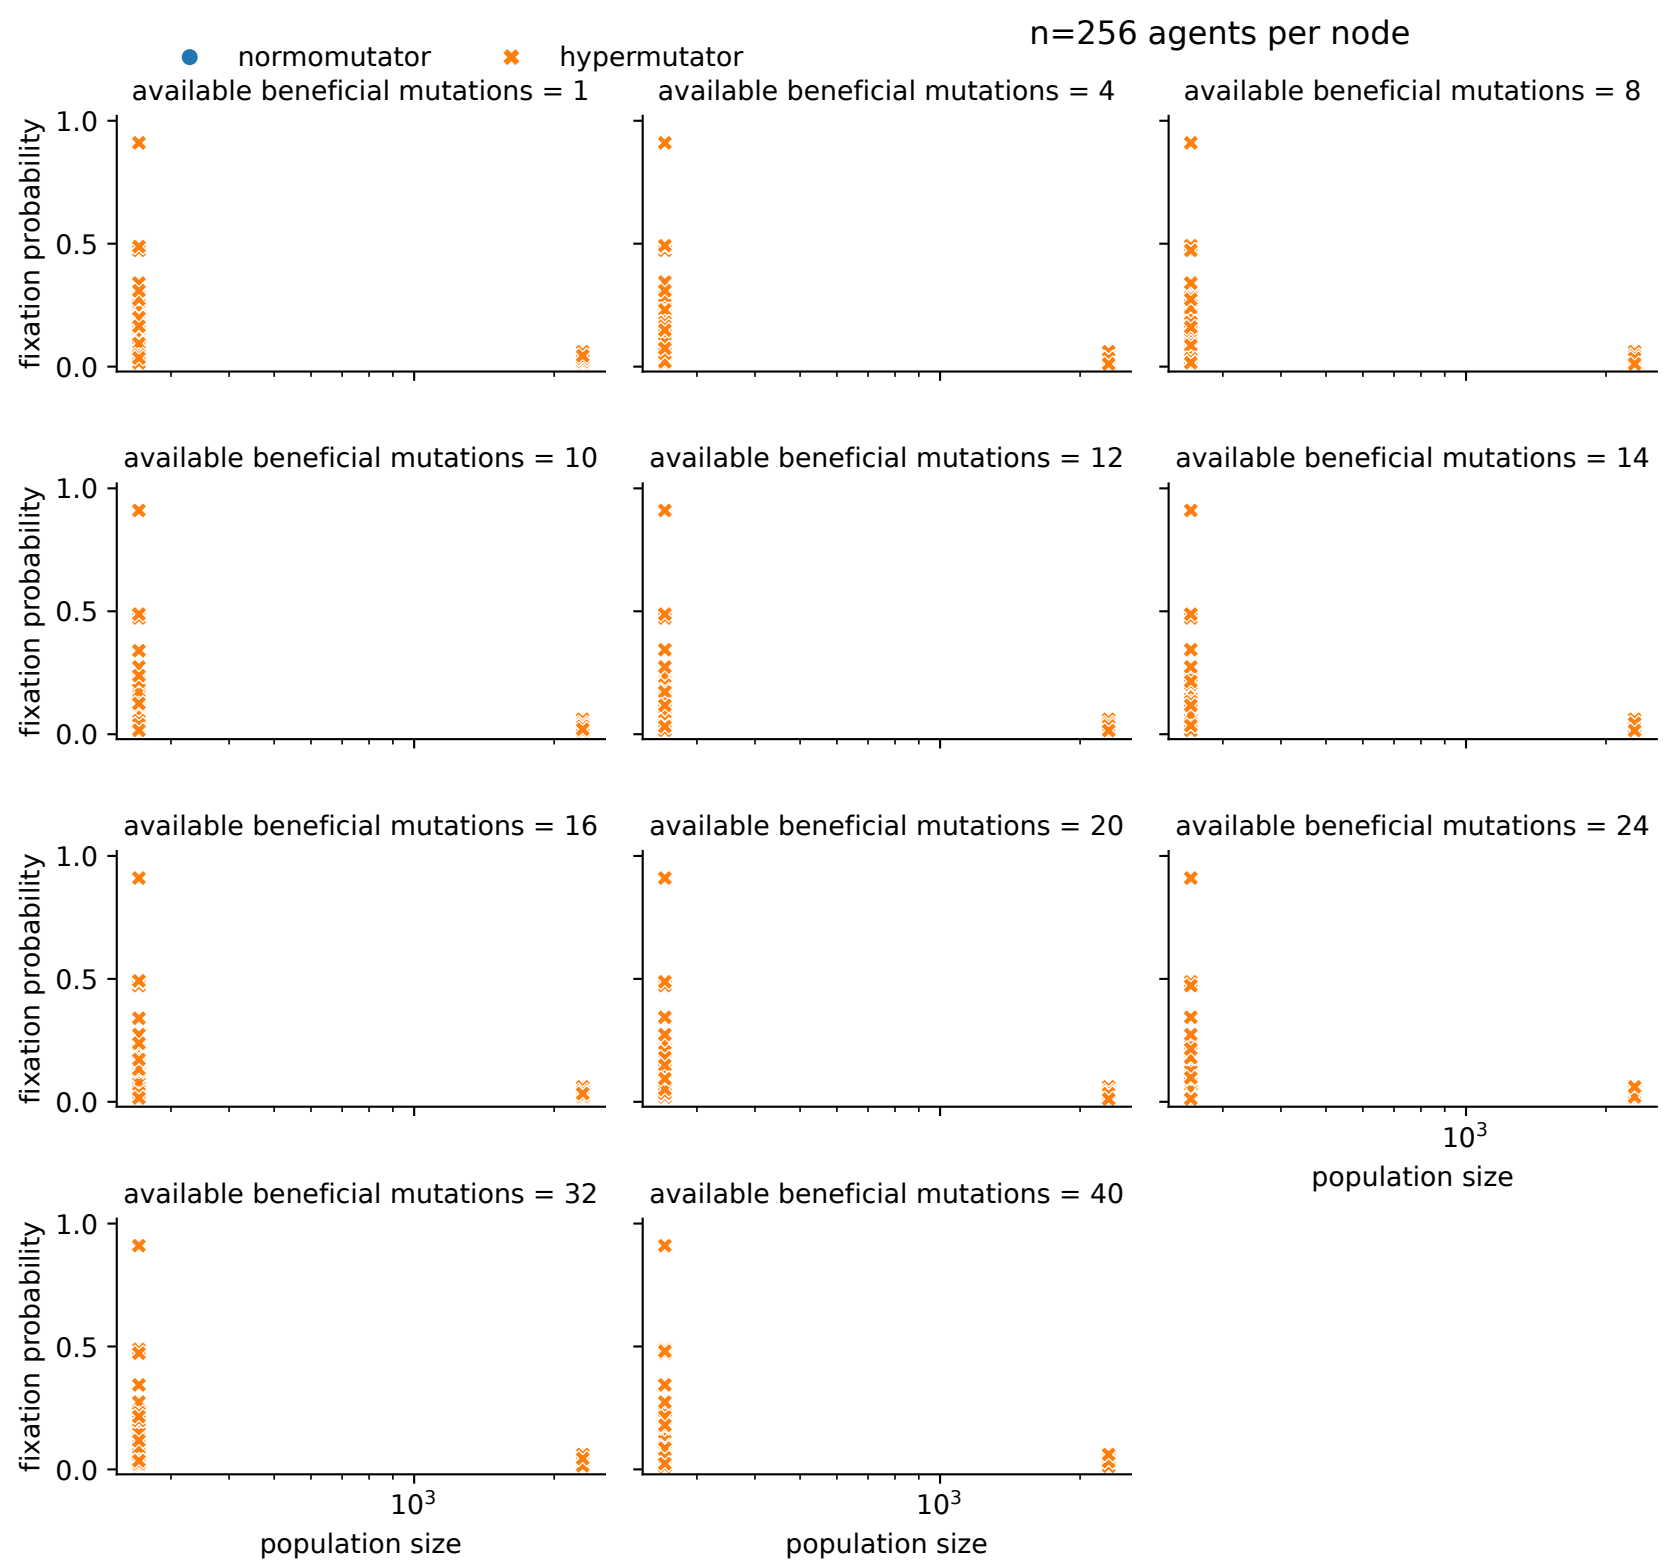 n=256 agents per node
normomutator hypermutator
available beneficial mutations = 1 available beneficial mutations = 4 available beneficial mutations = 8
fixation probability
1.0
0.5
0.0
available beneficial mutations = 10 available beneficial mutations = 12 available beneficial mutations = 14
fixation probability
1.0
0.5
0.0
available beneficial mutations = 16 available beneficial mutations = 20 available beneficial mutations = 24
fixation probability
1.0
0.5
0.0
10³
population size
available beneficial mutations = 32 available beneficial mutations = 40
fixation probability
1.0
0.5
0.0
10³ 10³
population size population size